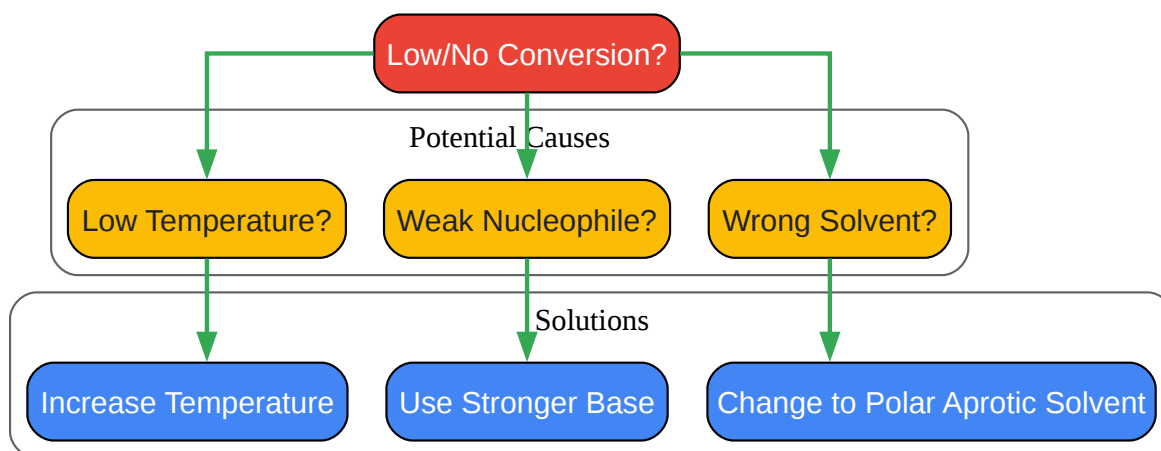 Low/No Conversion?
Potential Causes
Low Temperature?
Weak Nucleophile?
Wrong Solvent?
Solutions
Increase Temperature
Use Stronger Base
Change to Polar Aprotic Solvent